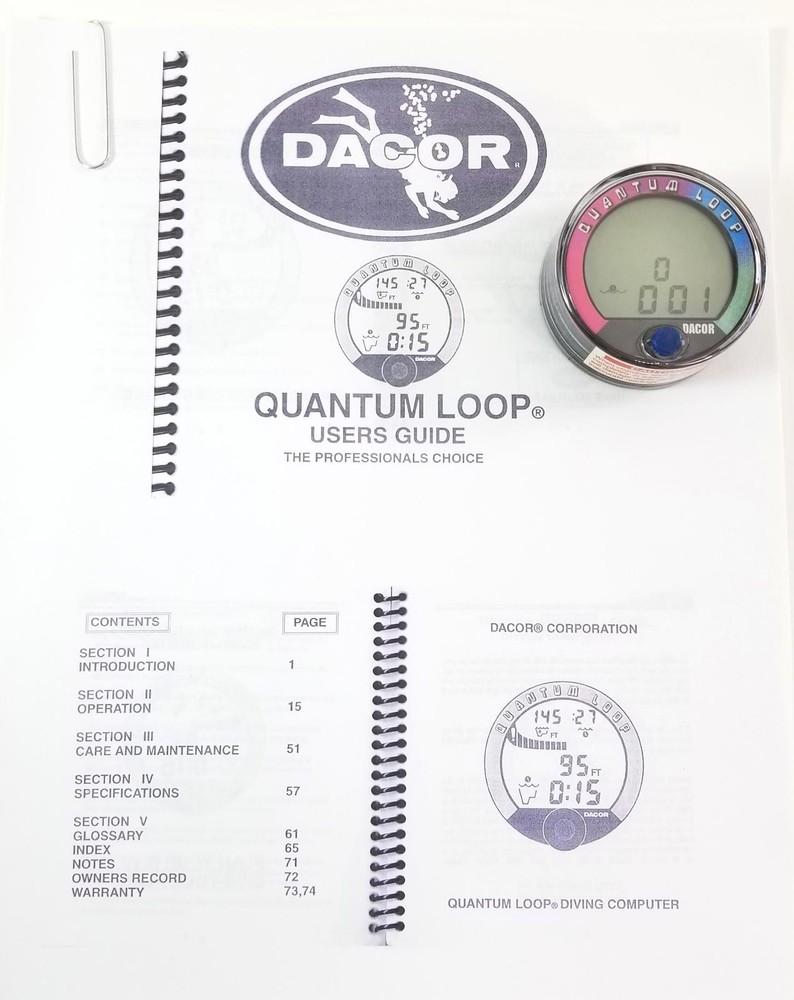 DACOR®
QUANTUM LOOP
145 :27
FT
95 FT
0:15
DACOR
QUANTUM LOOP®
USERS GUIDE
THE PROFESSIONALS CHOICE
QUANTUM LOOP
0
001
DACOR
CONTENTS PAGE
SECTION I
INTRODUCTION 1
SECTION II
OPERATION 15
SECTION III
CARE AND MAINTENANCE 51
SECTION IV
SPECIFICATIONS 57
SECTION V
GLOSSARY 61
INDEX 65
NOTES 71
OWNERS RECORD 72
WARRANTY 73,74
DACOR® CORPORATION
QUANTUM LOOP
145 :27
FT
95 FT
0:15
DACOR
QUANTUM LOOP® DIVING COMPUTER